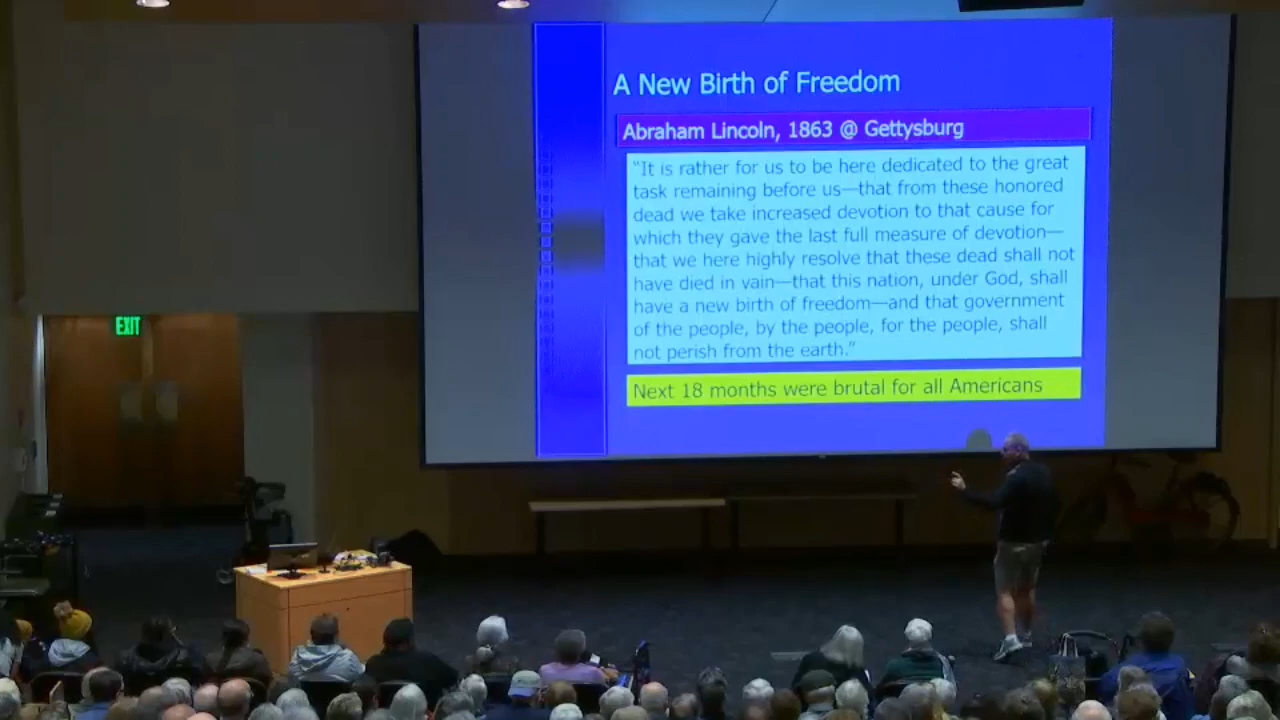 A New Birth of Freedom
Abraham Lincoln, 1863 @ Gettysburg
"It is rather for us to be here dedicated to the great
task remaining before us—that from these honored
dead we take increased devotion to that cause for
which they gave the last full measure of devotion—
that we here highly resolve that these dead shall not
have died in vain—that this nation, under God, shall
have a new birth of freedom—and that government
of the people, by the people, for the people, shall
not perish from the earth."
Next 18 months were brutal for all Americans
EXIT